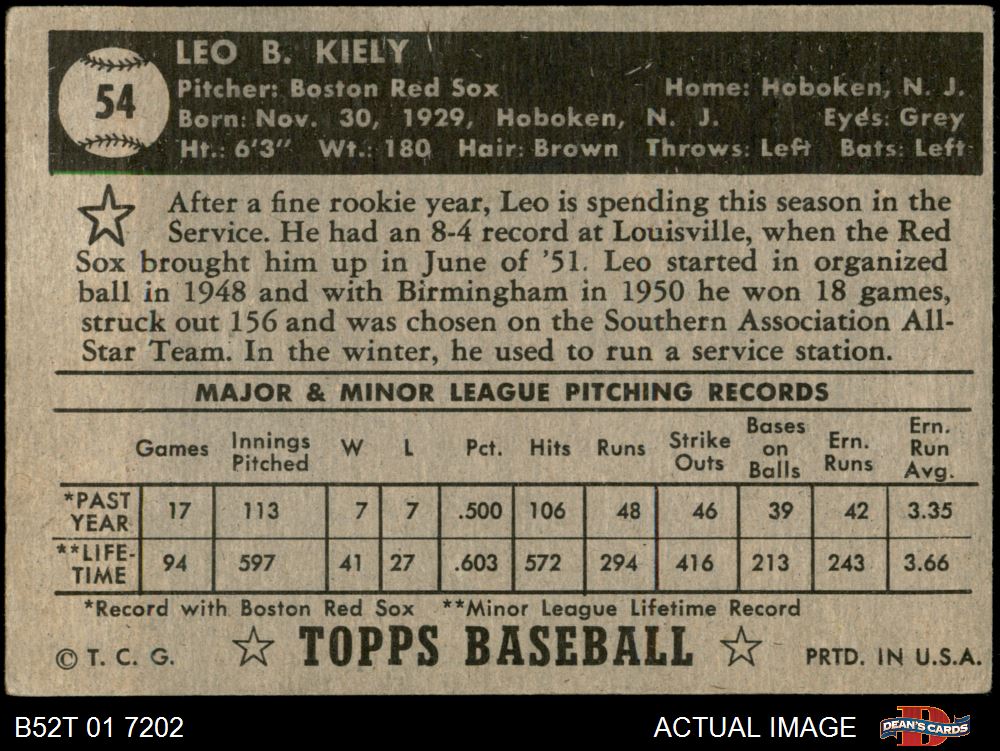 54
LEO B. KIELY
Pitcher: Boston Red Sox Home: Hoboken, N. J.
Born: Nov. 30, 1929, Hoboken, N. J. Eyes: Grey
Ht.: 6'3" Wt.: 180 Hair: Brown Throws: Left Bats: Left
After a fine rookie year, Leo is spending this season in the
Service. He had an 8-4 record at Louisville, when the Red
Sox brought him up in June of '51. Leo started in organized
ball in 1948 and with Birmingham in 1950 he won 18 games,
struck out 156 and was chosen on the Southern Association All-
Star Team. In the winter, he used to run a service station.
MAJOR & MINOR LEAGUE PITCHING RECORDS
Games Innings Pitched W L Pct. Hits Runs Strike Outs Bases on Balls Ern. Runs Ern. Run Avg.
*PAST YEAR 17 113 7 7 .500 106 48 46 39 42 3.35
**LIFE-TIME 94 597 41 27 .603 572 294 416 213 243 3.66
*Record with Boston Red Sox **Minor League Lifetime Record
© T. C. G. TOPPS BASEBALL PRTD. IN U.S.A.
B52T 01 7202 ACTUAL IMAGE DEAN'S CARDS